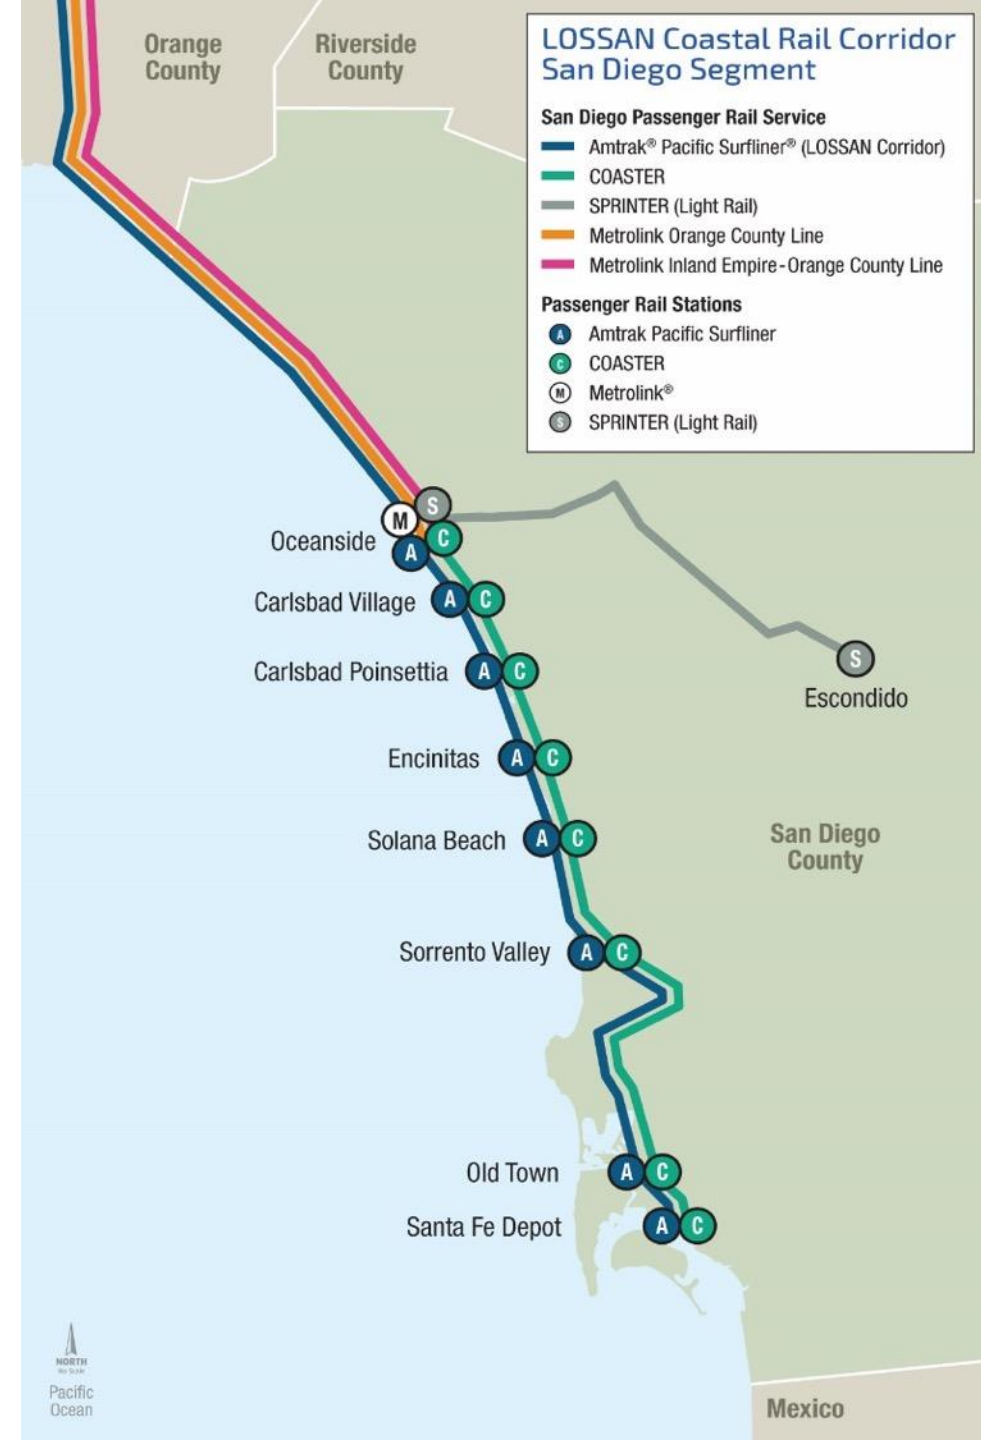 Orange
County
Riverside
County
LOSSAN Coastal Rail Corridor
San Diego Segment
San Diego Passenger Rail Service
Amtrak® Pacific Surfliner® (LOSSAN Corridor)
COASTER
SPRINTER (Light Rail)
Metrolink Orange County Line
Metrolink Inland Empire-Orange County Line
Passenger Rail Stations
A Amtrak Pacific Surfliner
C COASTER
M Metrolink®
S SPRINTER (Light Rail)
S
M
C
Oceanside
A
Carlsbad Village A C
Carlsbad Poinsettia A C
S
Escondido
Encinitas A C
Solana Beach A C
San Diego
County
Sorrento Valley A C
Old Town A C
Santa Fe Depot A C
NORTH
No Scale
Pacific
Ocean
Mexico